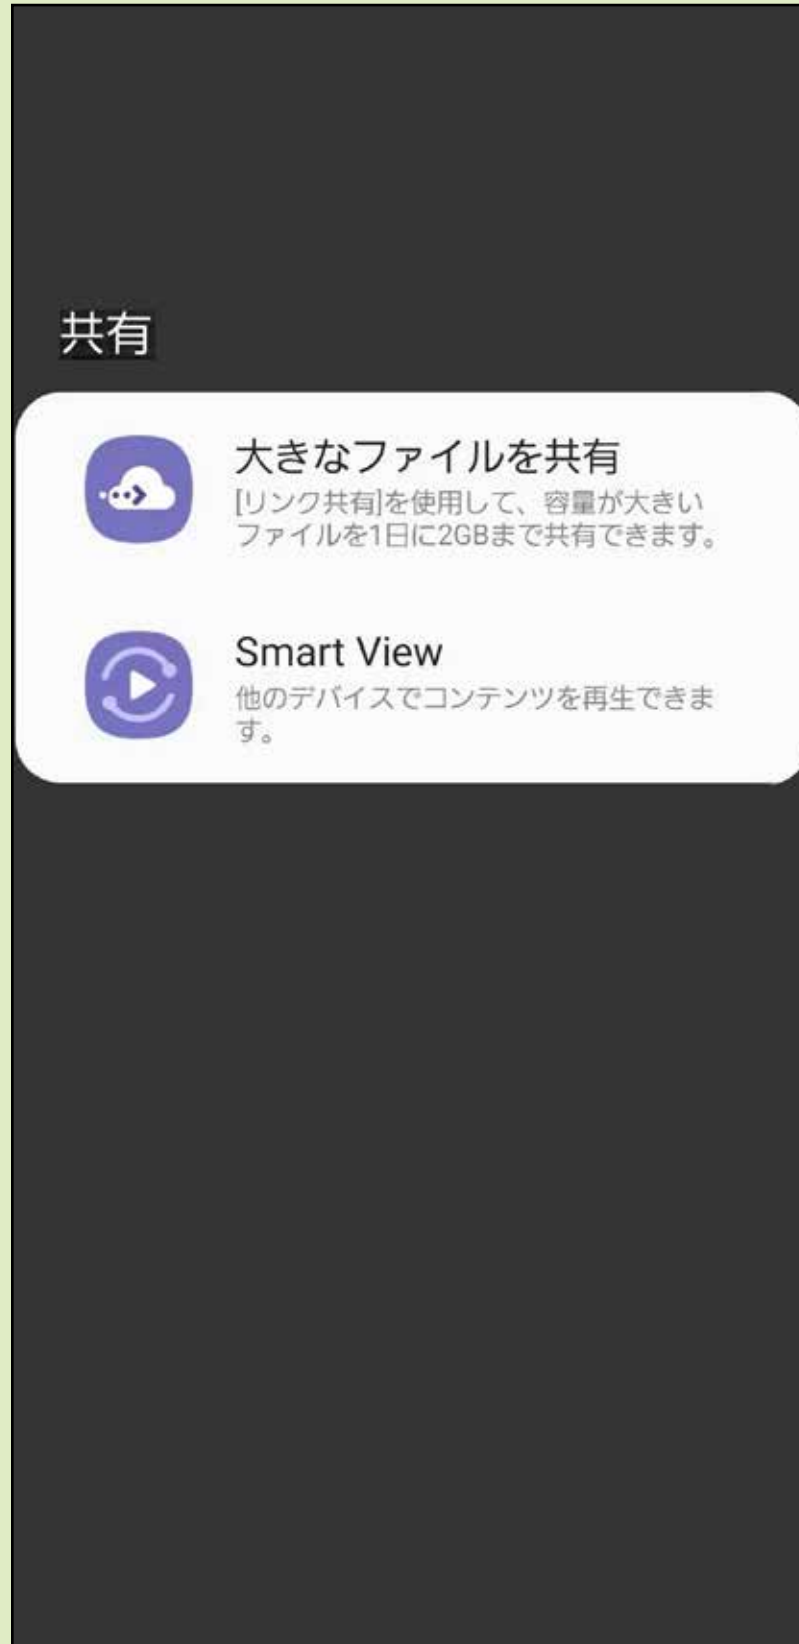 共有
大きなファイルを共有
[リンク共有]を使用して、容量が大きい
ファイルを1日に2GBまで共有できます。
Smart View
他のデバイスでコンテンツを再生できま
す。